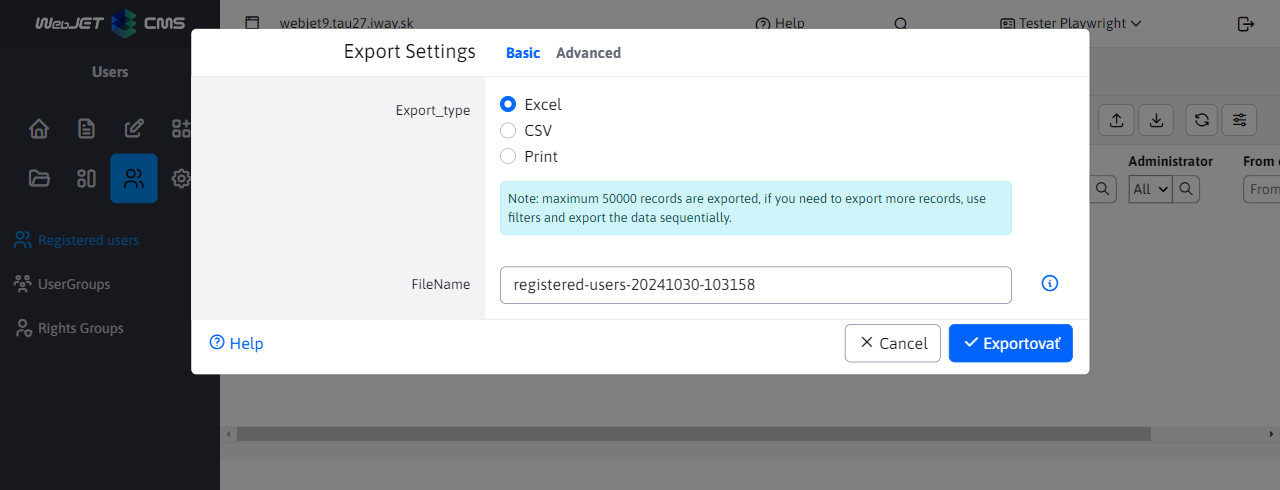 WebJET CMS
webjet9.tau27.iway.sk
Help
Tester Playwright
Users
Registered users
UserGroups
Rights Groups
Export Settings
Basic
Advanced
Export_type
Excel
CSV
Print
Note: maximum 50000 records are exported, if you need to export more records, use
filters and export the data sequentially.
FileName
registered-users-20241030-103158
Help
Cancel
Exportovať
Administrator
From
All
From